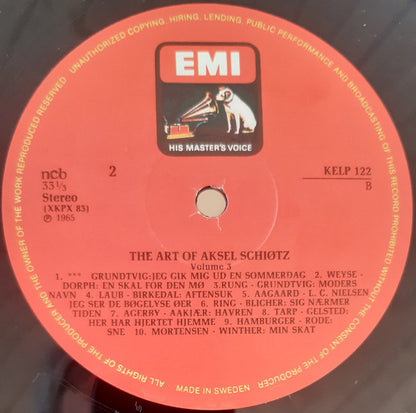 UNAUTHORIZED COPYING, HIRING, LENDING, PUBLIC PERFORMANCE AND BROADCASTING OF THIS RECORD PROHIBITED WITHOUT THE CONSENT OF THE PRODUCER
EMI
HIS MASTER'S VOICE
ncb
33 1/3
Stereo
(XKPX 83)
℗ 1965
2
KELP 122
B
THE ART OF AKSEL SCHIØTZ
Volume 3
1. *** GRUNDTVIG:JEG GIK MIG UD EN SOMMERDAG 2. WEYSE-
DORPH: EN SKAL FOR DEN MØ 3.RUNG - GRUNDTVIG: MODERS
NAVN 4. LAUB - BIRKEDAL: AFTENSUK 5. AAGAARD - L. C. NIELSEN
JEG SER DE BØGELYSE ØER 6. RING - BLICHER: SIG NÆRMER
TIDEN 7. AGERBY - AAKJÆR: HAVREN 8. TARP - GELSTED:
HER HAR HJERTET HJEMME 9. HAMBURGER - RODE:
SNE 10. MORTENSEN - WINTHER: MIN SKAT
MADE IN SWEDEN
ALL RIGHTS OF THE PRODUCER AND THE OWNER OF THE WORK REPRODUCED RESERVED